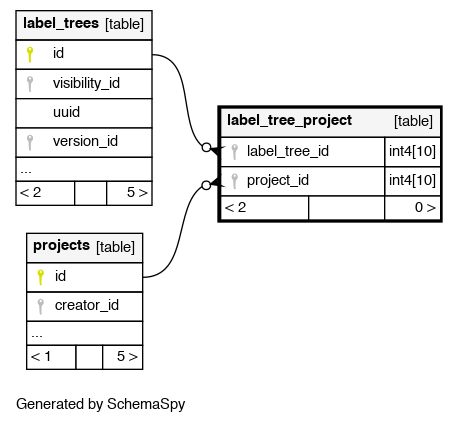 label_trees [table]
id
visibility_id
uuid
version_id
...
< 2 5 >
label_tree_project [table]
label_tree_id int4[10]
project_id int4[10]
< 2 0 >
projects [table]
id
creator_id
...
< 1 5 >
Generated by SchemaSpy